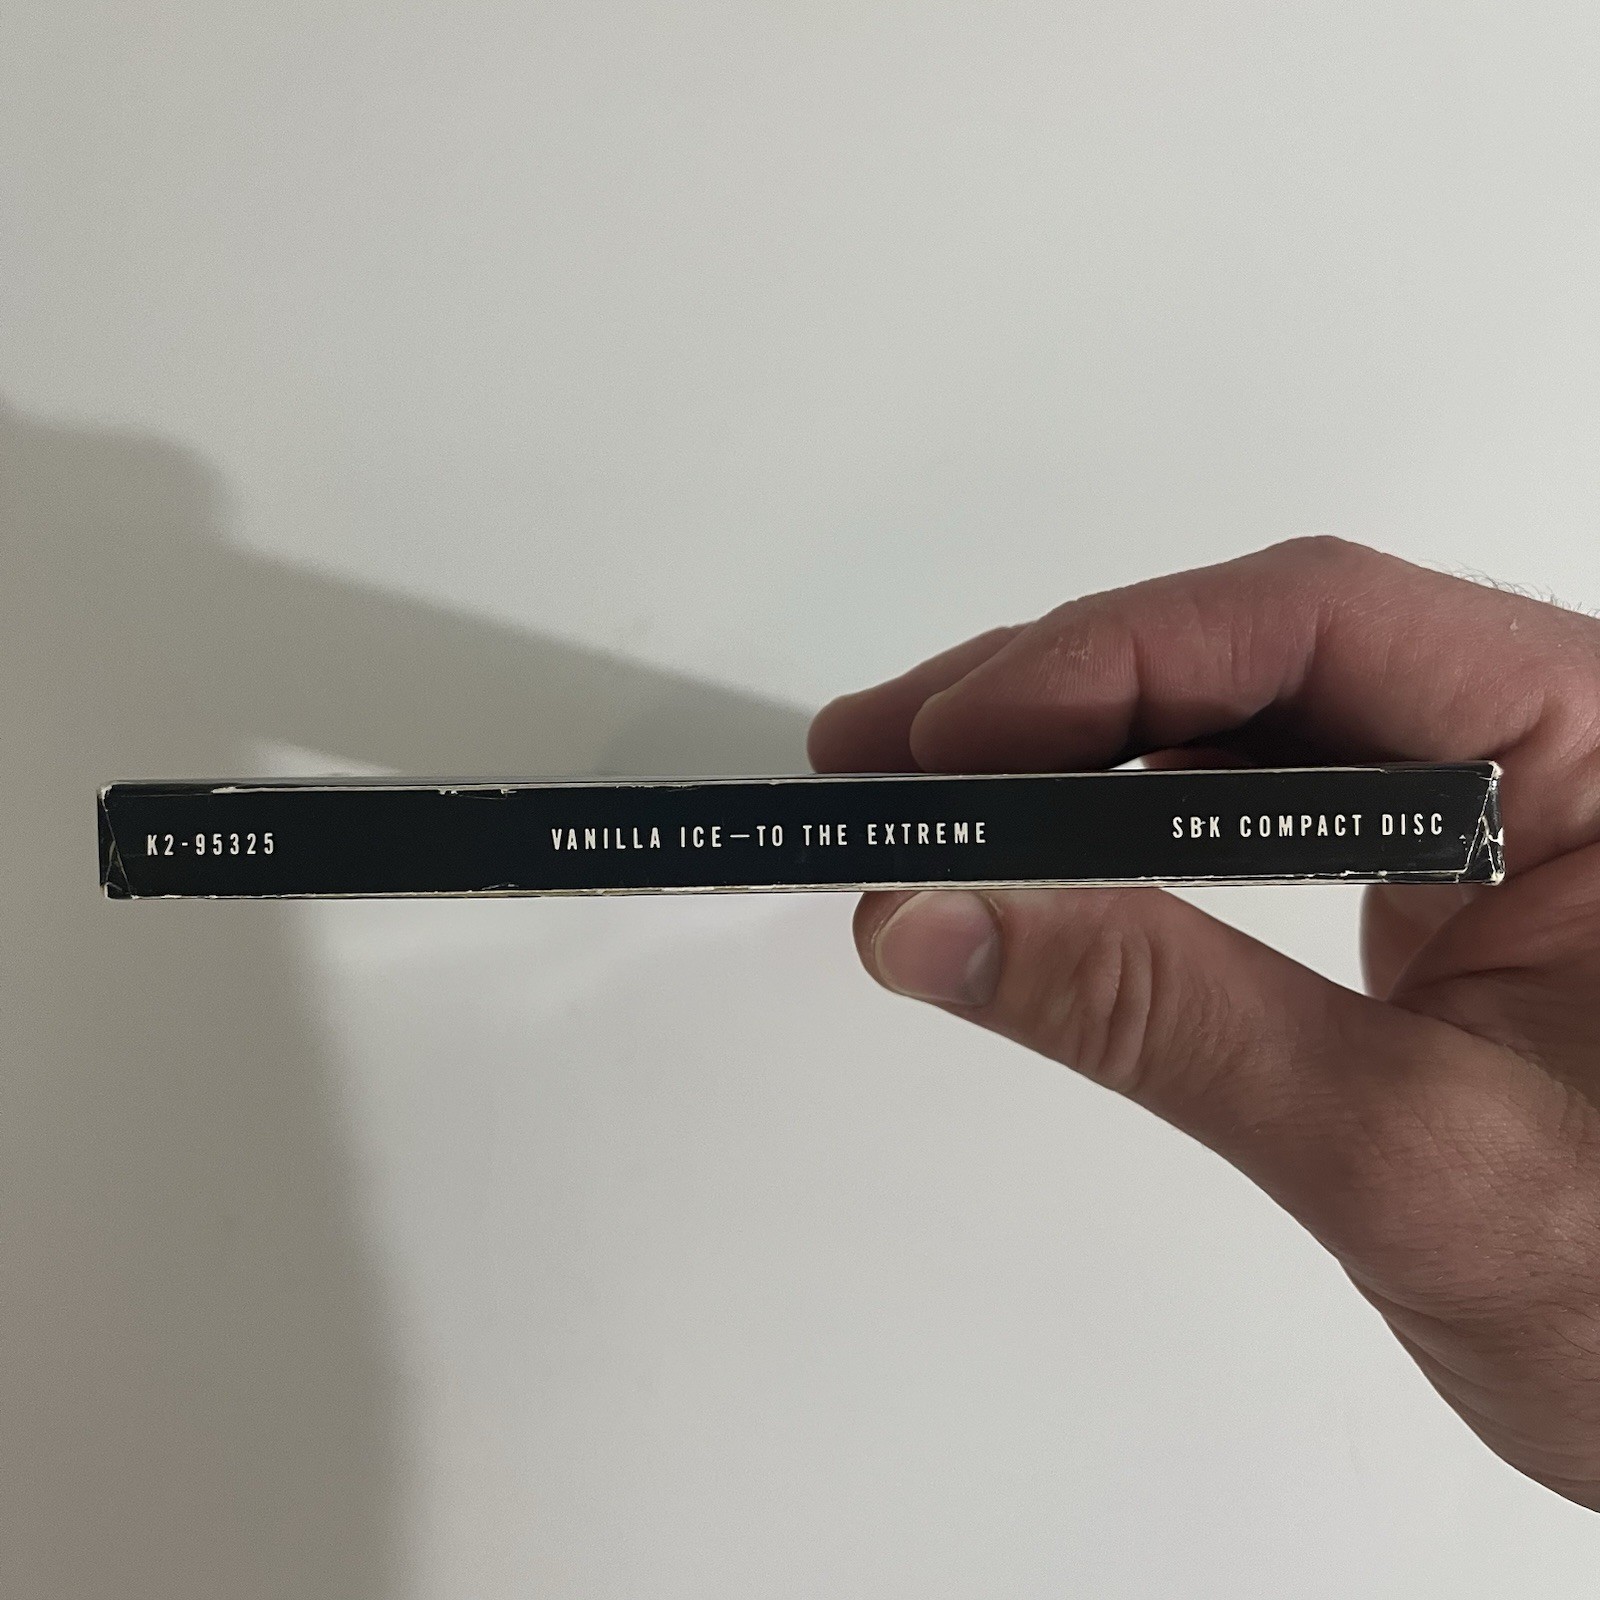 K2-95325 VANILLA ICE—TO THE EXTREME SBK COMPACT DISC